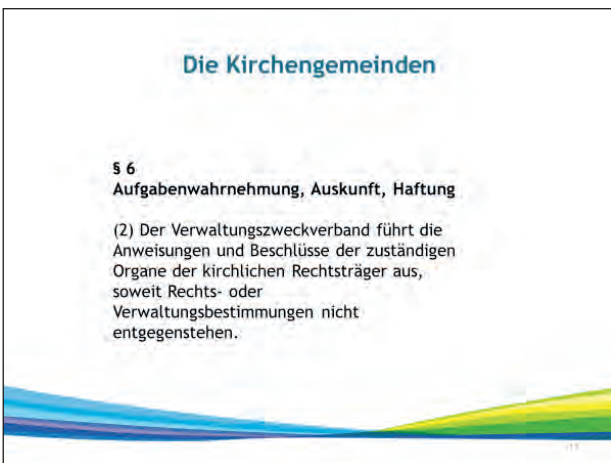 Die Kirchengemeinden
§ 6
Aufgabenwahrnehmung, Auskunft, Haftung
(2) Der Verwaltungszweckverband führt die
Anweisungen und Beschlüsse der zuständigen
Organe der kirchlichen Rechtsträger aus,
soweit Rechts- oder
Verwaltungsbestimmungen nicht
entgegenstehen.